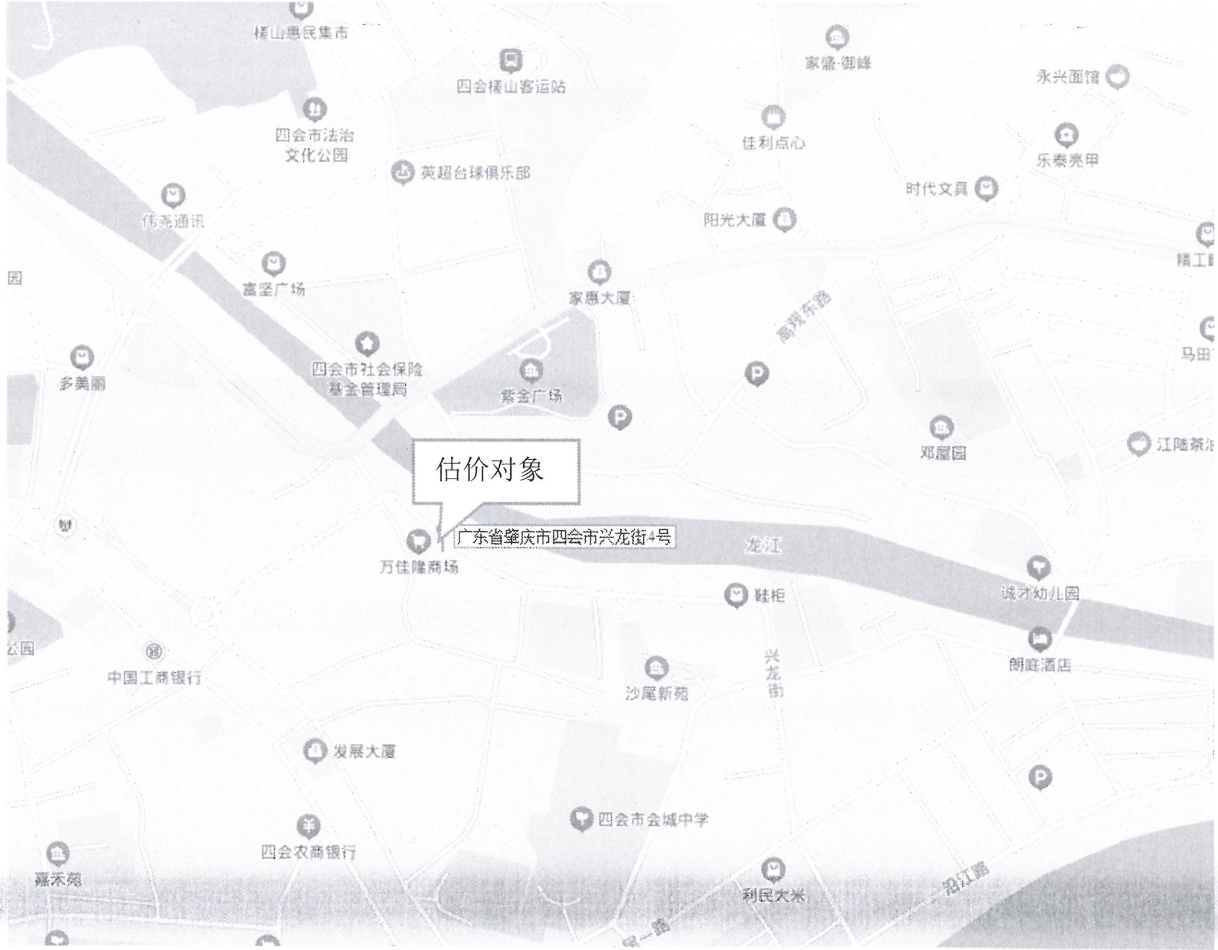 槎山惠民集市
四会槎山客运站
家盛·御峰
永兴面馆
四会市法治
文化公园
佳利点心
乐泰亮甲
英超台球俱乐部
时代文具
伟尧通讯
阳光大厦
精工
园
富坚广场
家惠大厦
高观东路
四会市社会保险
基金管理局
马田
多美丽
紫金广场
P
P
邓屋园
江陆茶油
估价对象
广东省肇庆市四会市兴龙街4号
万佳隆商场
龙江
诚才幼儿园
鞋柜
公园
中国工商银行
沙尾新苑
兴龙街
朗庭酒店
发展大厦
P
四会市会城中学
四会农商银行
嘉禾苑
利民大米
沿江路
一路